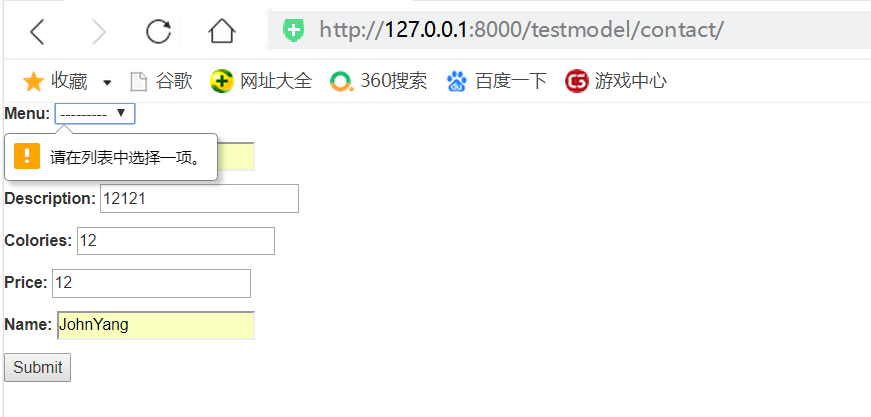 http://127.0.0.1:8000/testmodel/contact/
收藏 谷歌 网址大全 360搜索 百度一下 游戏中心
Menu: ---------
请在列表中选择一项。
Description: 12121
Colories: 12
Price: 12
Name: JohnYang
Submit